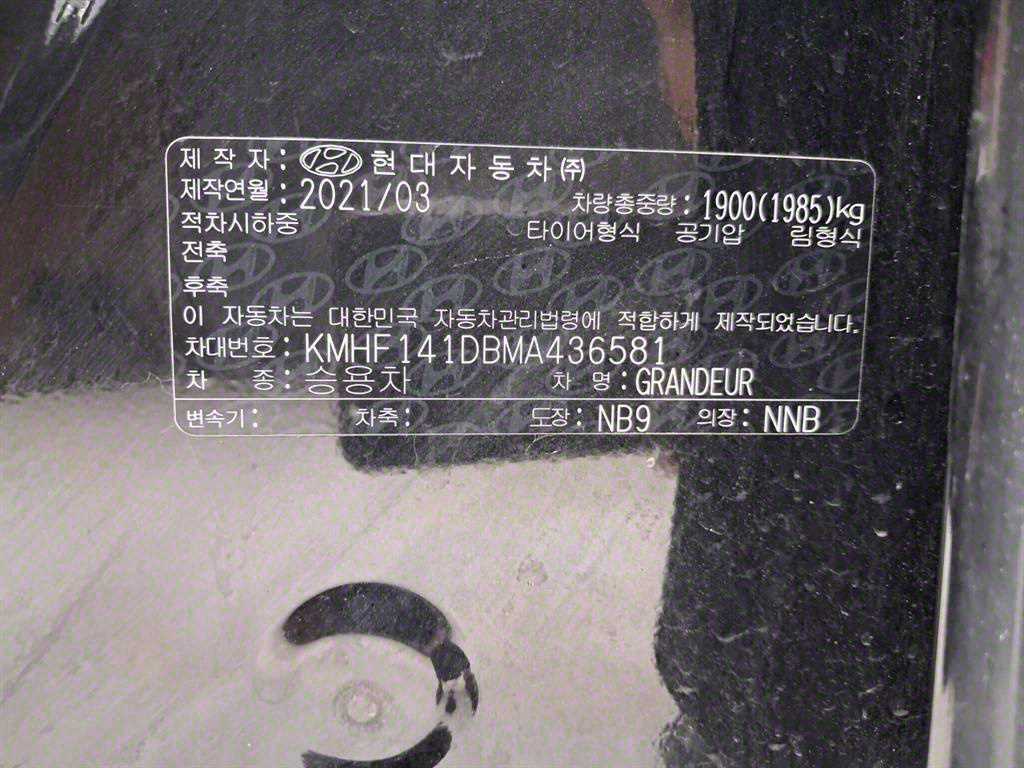 제 작 자 : 현 대 자 동 차 ㈜
제작연월 : 2021/03 차량총중량 : 1900(1985)kg
적차시하중 타이어형식 공기압 림형식
전축
후축
이 자동차는 대한민국 자동차관리법령에 적합하게 제작되었습니다.
차대번호 : KMHF141DBMA436581
차 종 : 승용차 차 명 : GRANDEUR
변속기 : 차축 : 도장 : NB9 의장 : NNB